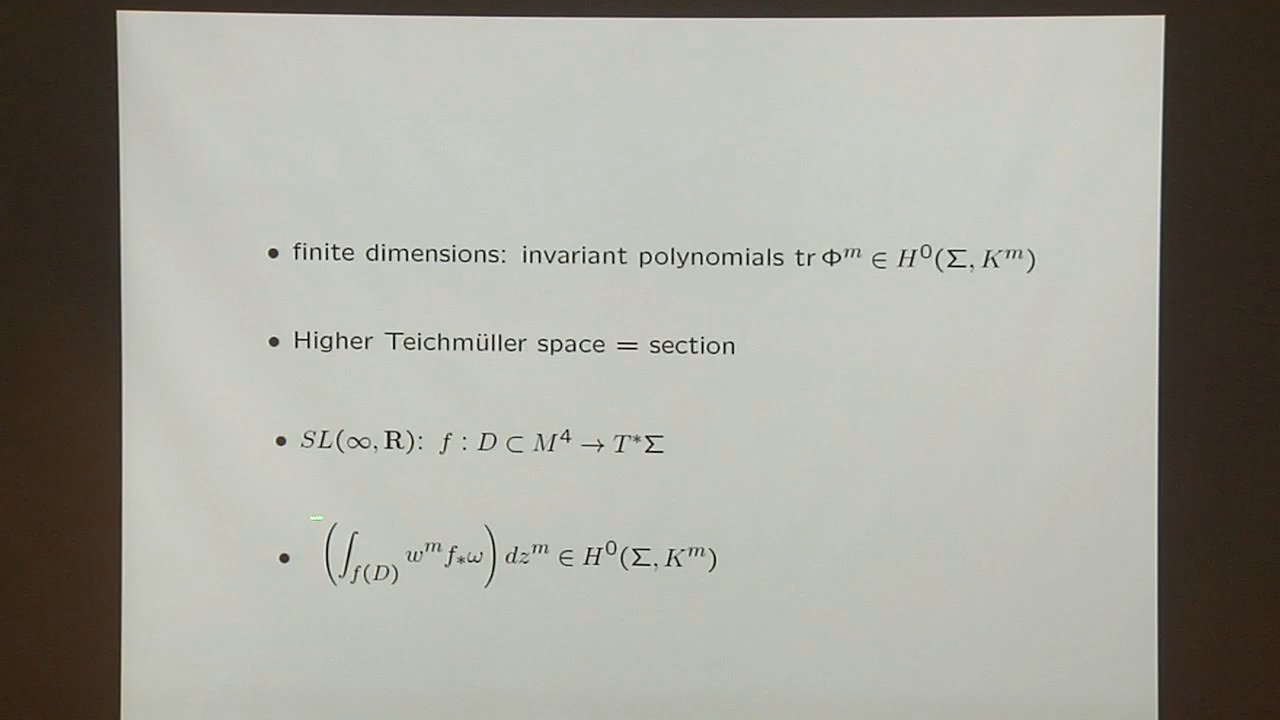 • finite dimensions: invariant polynomials tr Φ^m ∈ H^0(Σ, K^m)
• Higher Teichmüller space = section
• SL(∞, R): f : D ⊂ M^4 → T*Σ
• (∫_{f(D)} w^m f_*ω) dz^m ∈ H^0(Σ, K^m)